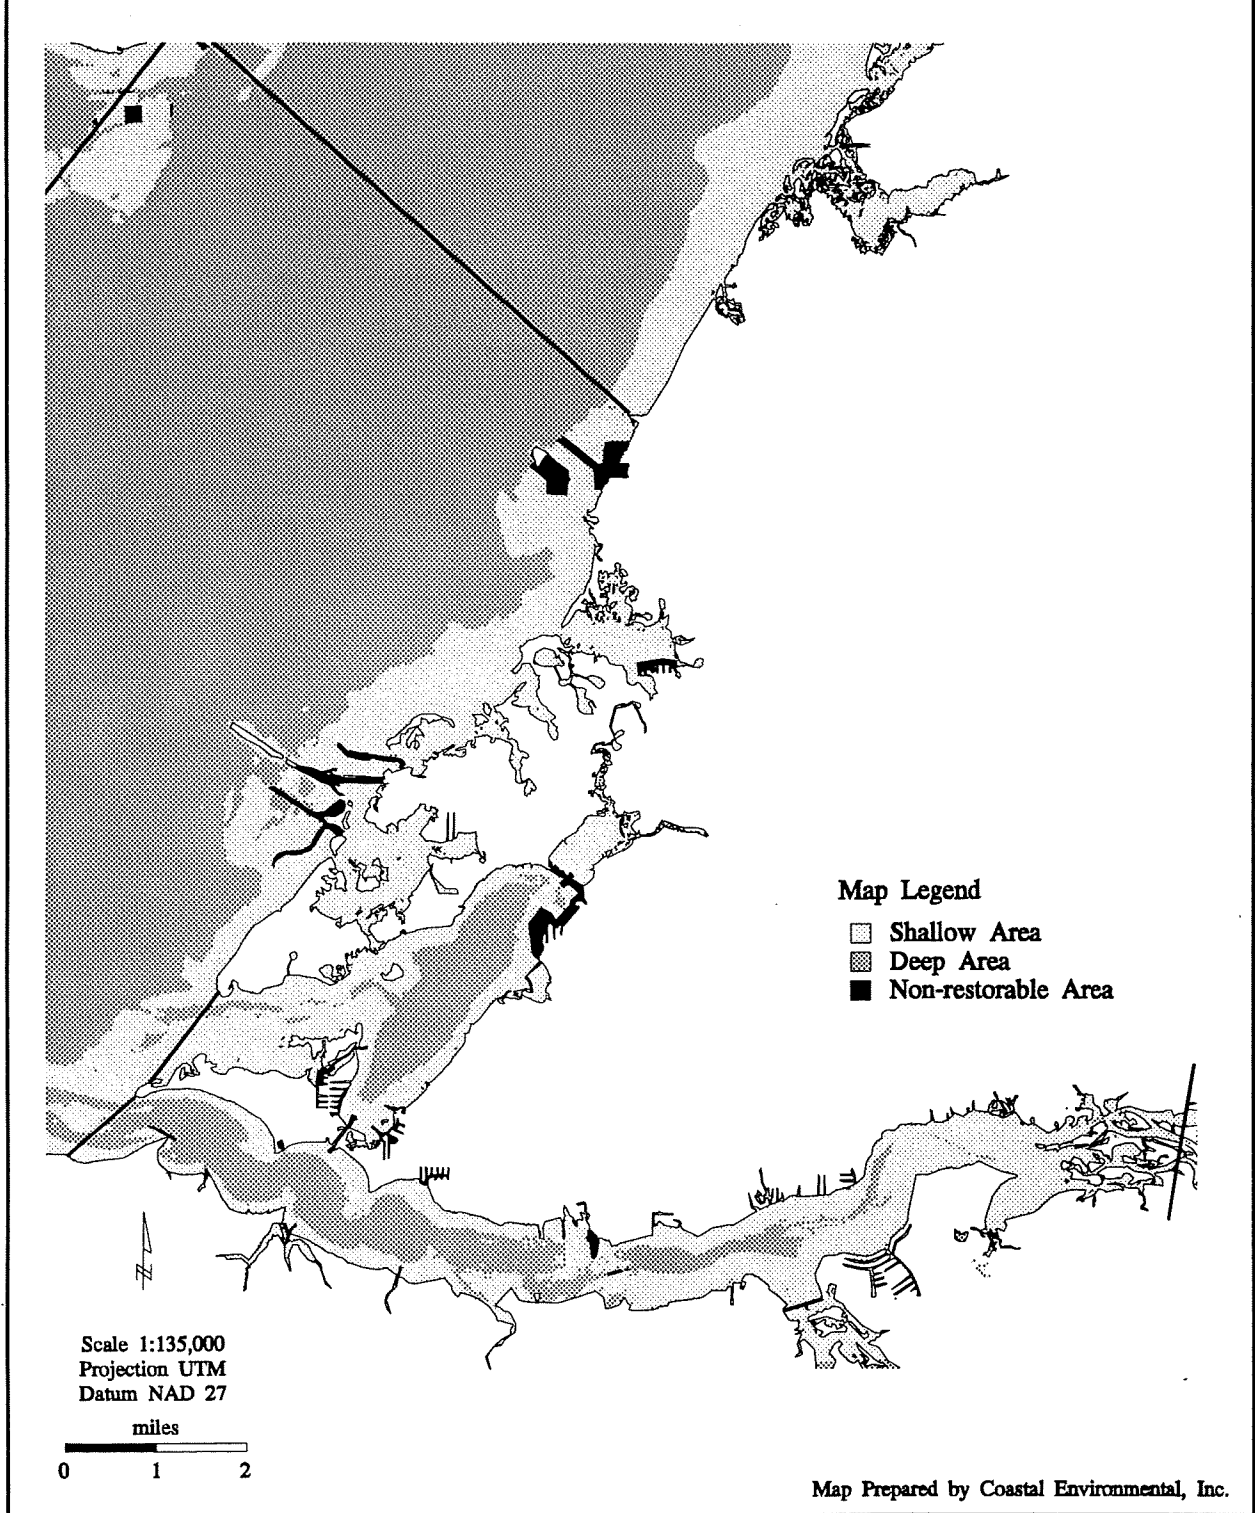 Map Legend
Shallow Area
Deep Area
Non-restorable Area
N
Scale 1:135,000
Projection UTM
Datum NAD 27
miles
0 1 2
Map Prepared by Coastal Environmental, Inc.